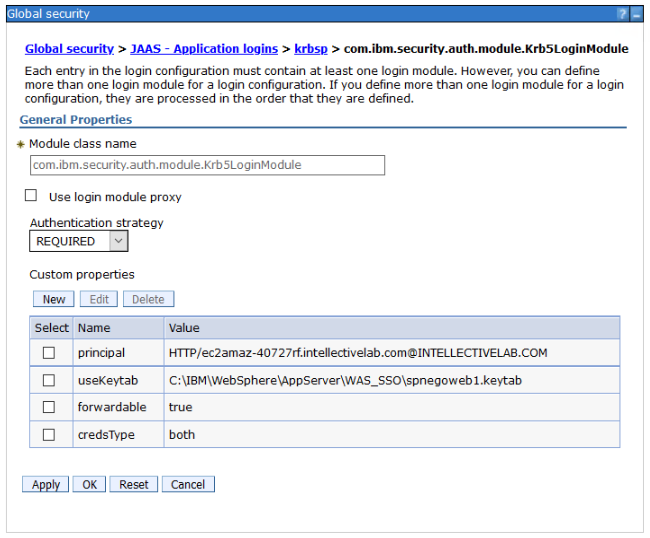 Global security
? –
Global security > JAAS - Application logins > krbsp > com.ibm.security.auth.module.Krb5LoginModule
Each entry in the login configuration must contain at least one login module. However, you can define
more than one login module for a login configuration. If you define more than one login module for a login
configuration, they are processed in the order that they are defined.
General Properties
Module class name
com.ibm.security.auth.module.Krb5LoginModule
Use login module proxy
Authentication strategy
REQUIRED
Custom properties
New Edit Delete
Select Name Value
principal HTTP/ec2amaz-40727rf.intellectivelab.com@INTELLECTIVELAB.COM
useKeytab C:\IBM\WebSphere\AppServer\WAS_SSO\spnegoweb1.keytab
forwardable true
credsType both
Apply OK Reset Cancel